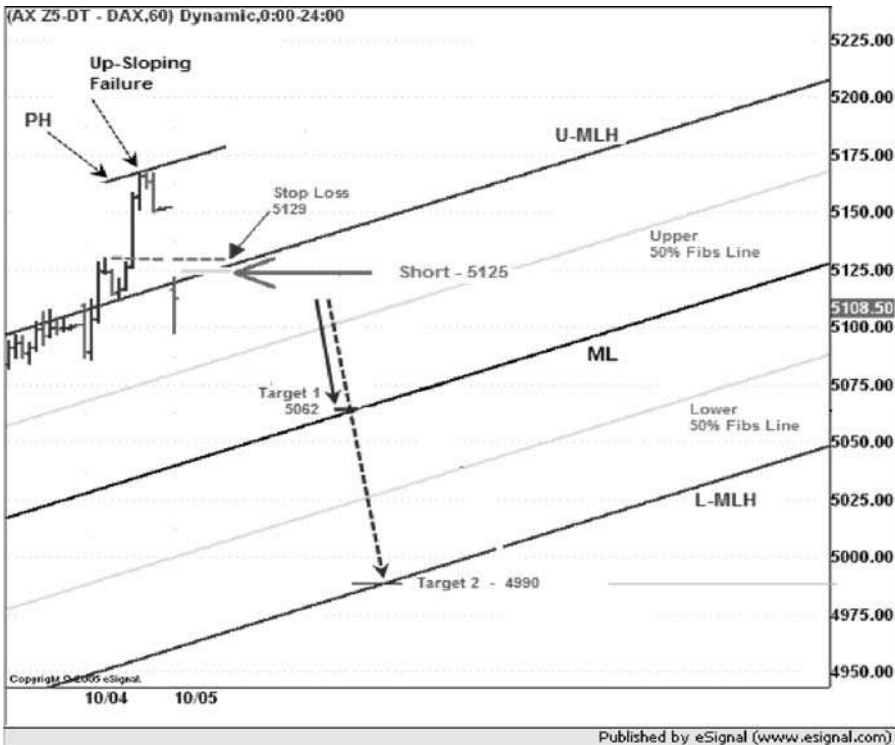 (AX Z5-DT - DAX,60) Dynamic,0:00-24:00
Up-Sloping
Failure
PH
U-MLH
Stop Loss
5129
Upper
50% Fibs Line
Short - 5125
ML
Target 1
5062
Lower
50% Fibs Line
L-MLH
Target 2 - 4990
5225.00
5200.00
5175.00
5150.00
5125.00
5108.50
5100.00
5075.00
5050.00
5025.00
5000.00
4975.00
4950.00
Copyright © 2005 eSignal.
10/04
10/05
Published by eSignal (www.esignal.com)